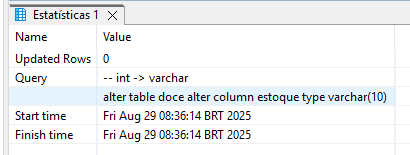 Estatísticas 1
Name Value
Updated Rows 0
Query -- int -> varchar
alter table doce alter column estoque type varchar(10)
Start time Fri Aug 29 08:36:14 BRT 2025
Finish time Fri Aug 29 08:36:14 BRT 2025